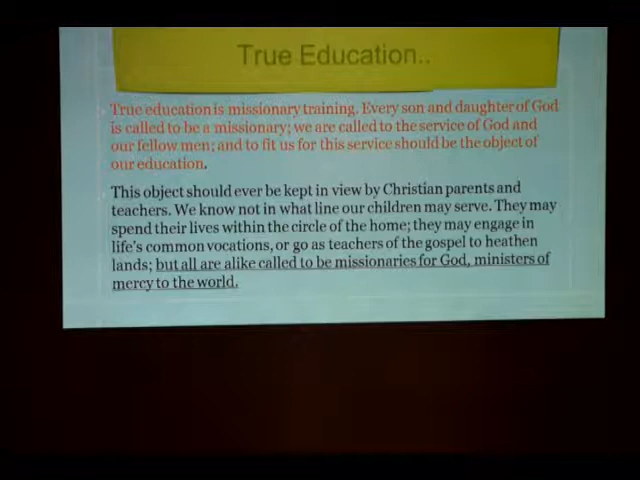 True Education..
True education is missionary training. Every son and daughter of God
is called to be a missionary; we are called to the service of God and
our fellow men; and to fit us for this service should be the object of
our education.
This object should ever be kept in view by Christian parents and
teachers. We know not in what line our children may serve. They may
spend their lives within the circle of the home; they may engage in
life's common vocations, or go as teachers of the gospel to heathen
lands; but all are alike called to be missionaries for God, ministers of
mercy to the world.